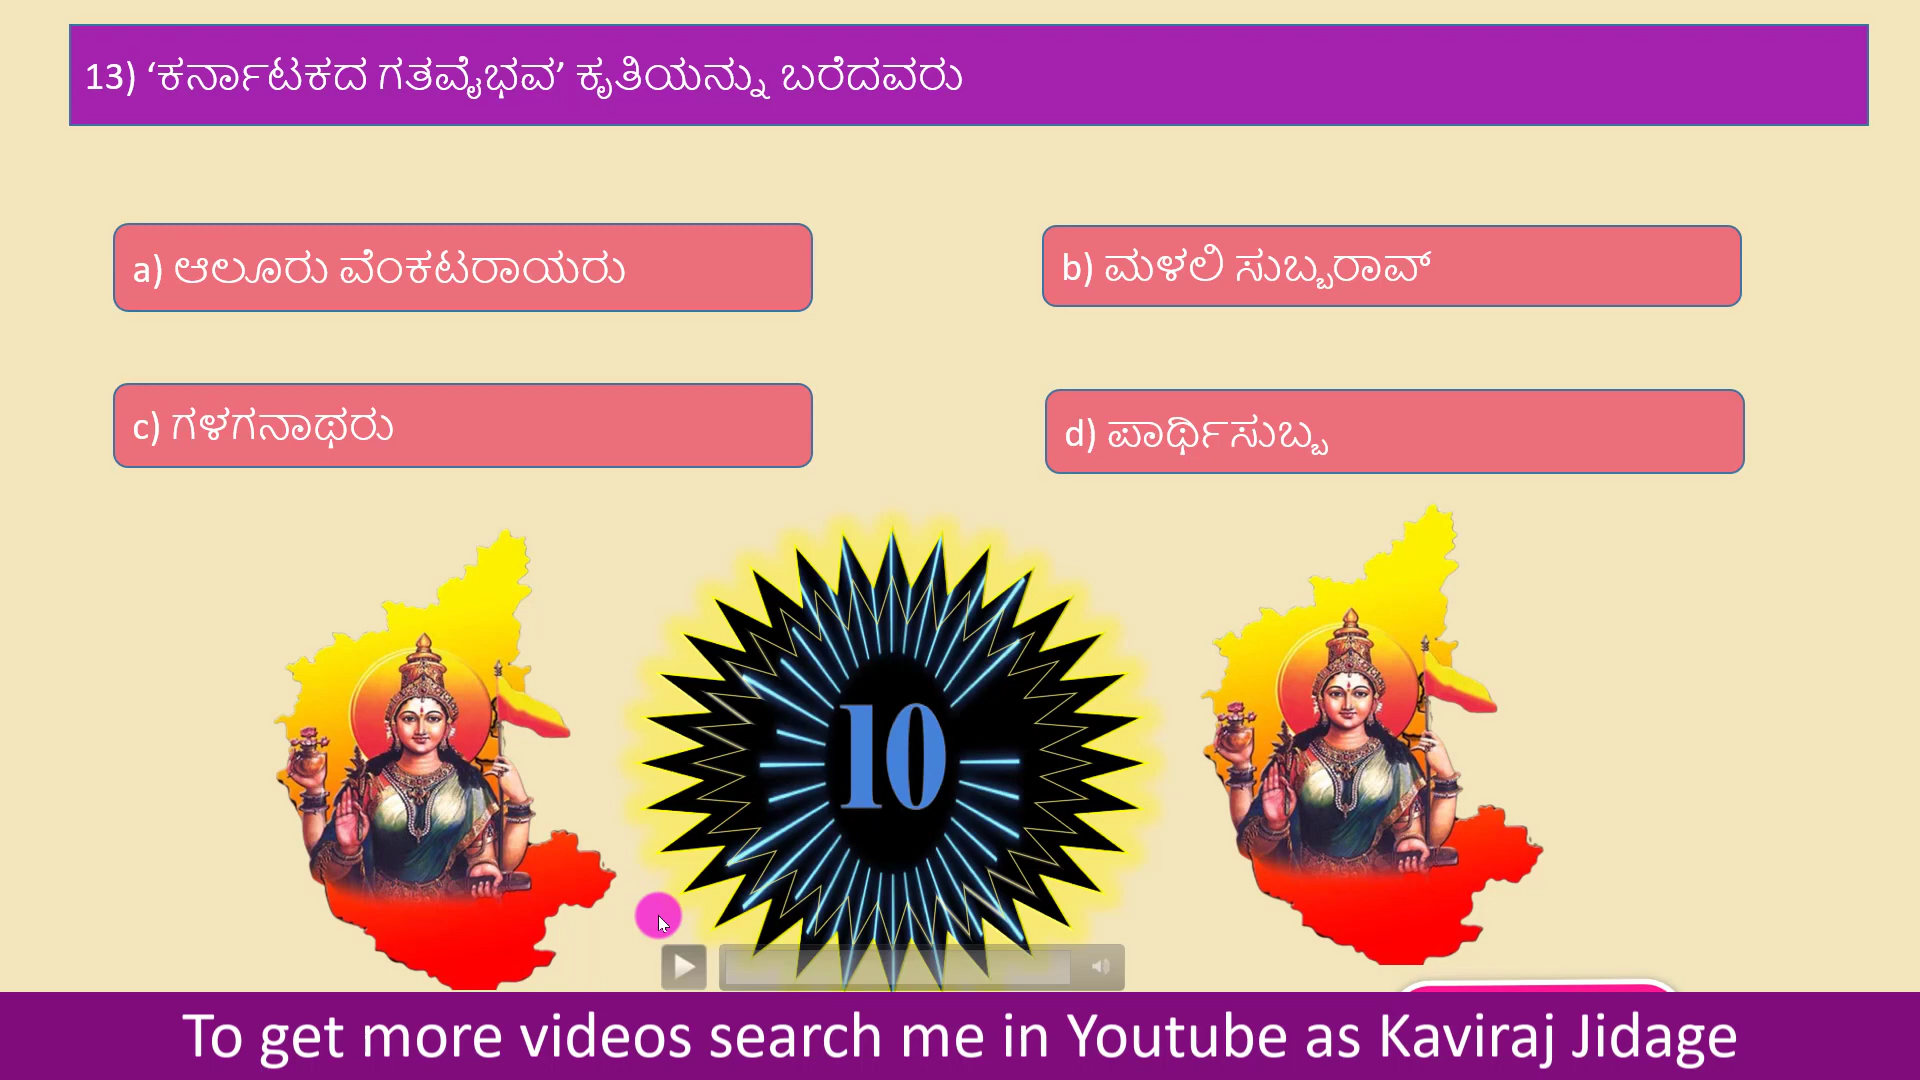 13) ‘ಕರ್ನಾಟಕದ ಗತವೈಭವ’ ಕೃತಿಯನ್ನು ಬರೆದವರು
a) ಆಲೂರು ವೆಂಕಟರಾಯರು
b) ಮಳಲಿ ಸುಬ್ಬರಾವ್
c) ಗಳಗನಾಥರು
d) ಪಾರ್ಥಿಸುಬ್ಬ
10
To get more videos search me in Youtube as Kaviraj Jidage